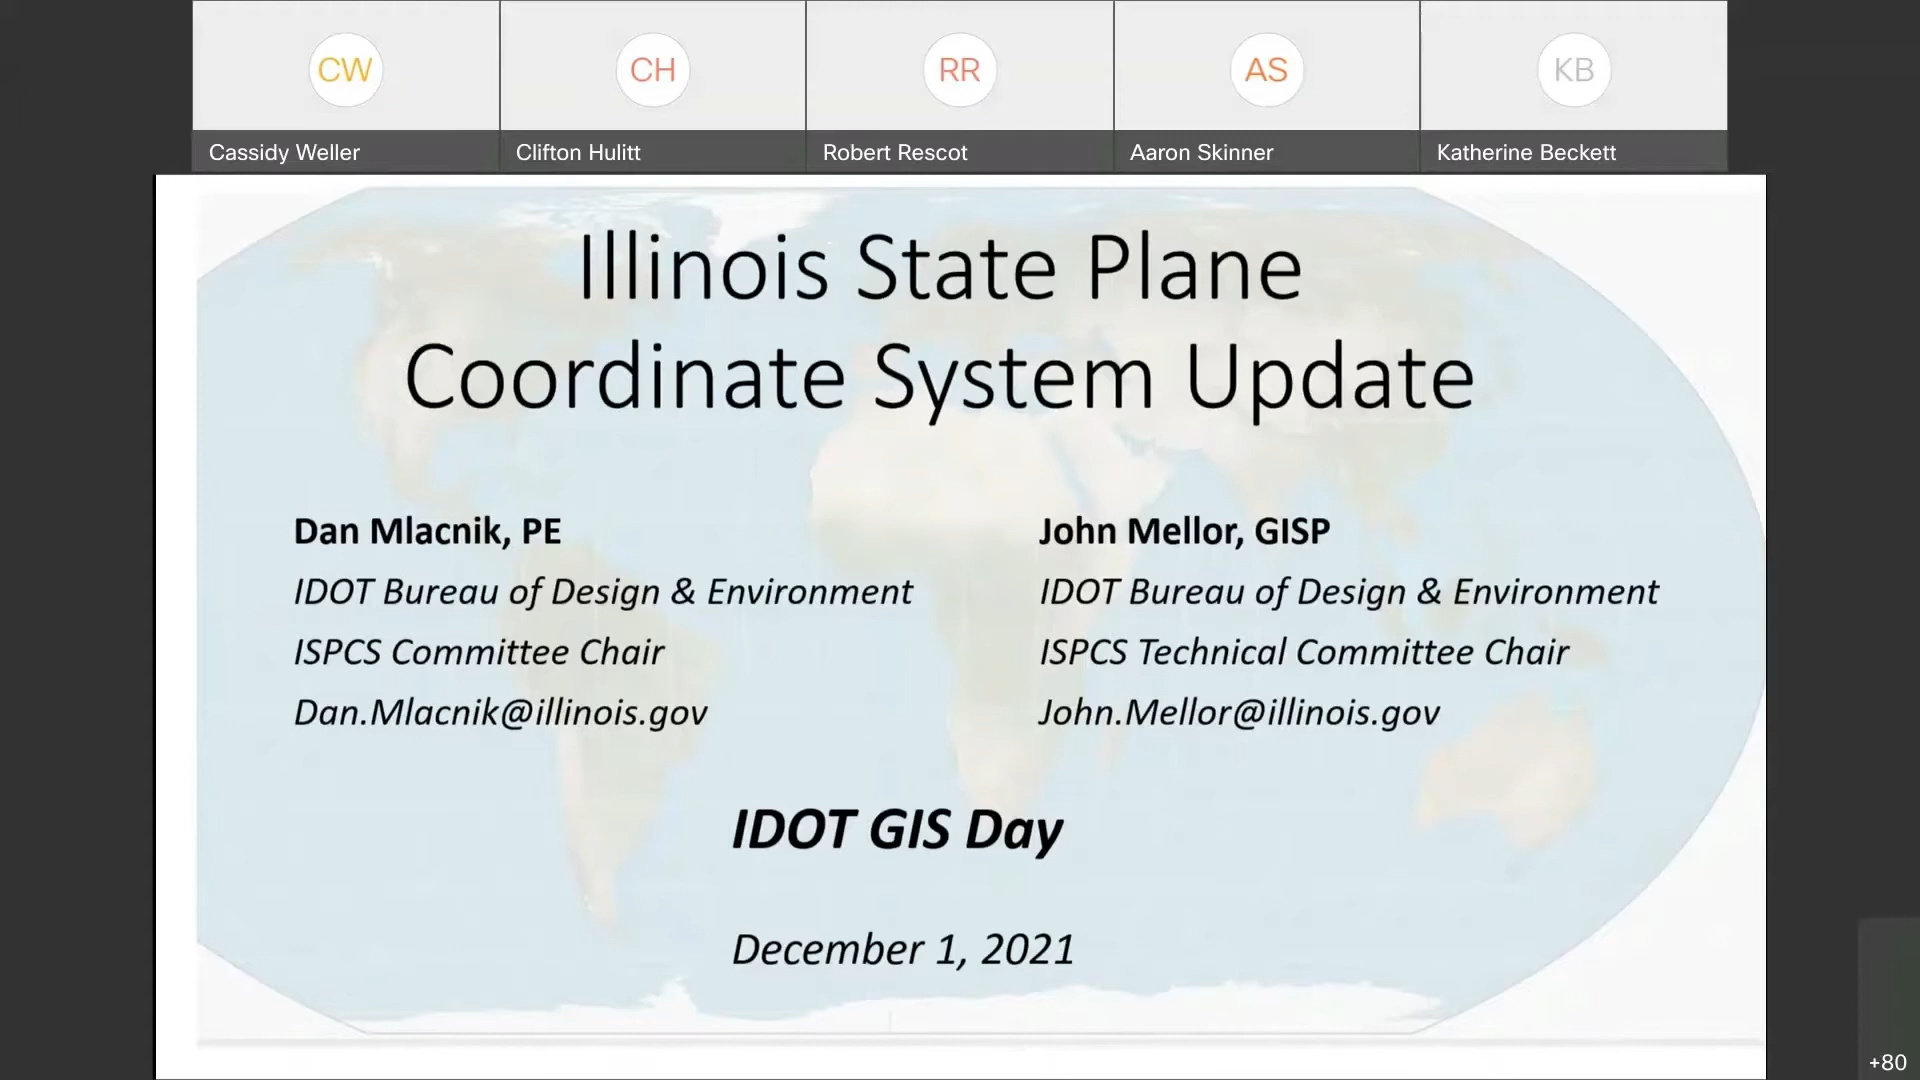 CW
CH
RR
AS
KB
Cassidy Weller
Clifton Hulitt
Robert Rescot
Aaron Skinner
Katherine Beckett
Illinois State Plane
Coordinate System Update
Dan Mlacnik, PE
IDOT Bureau of Design & Environment
ISPCS Committee Chair
Dan.Mlacnik@illinois.gov
John Mellor, GISP
IDOT Bureau of Design & Environment
ISPCS Technical Committee Chair
John.Mellor@illinois.gov
IDOT GIS Day
December 1, 2021
+80